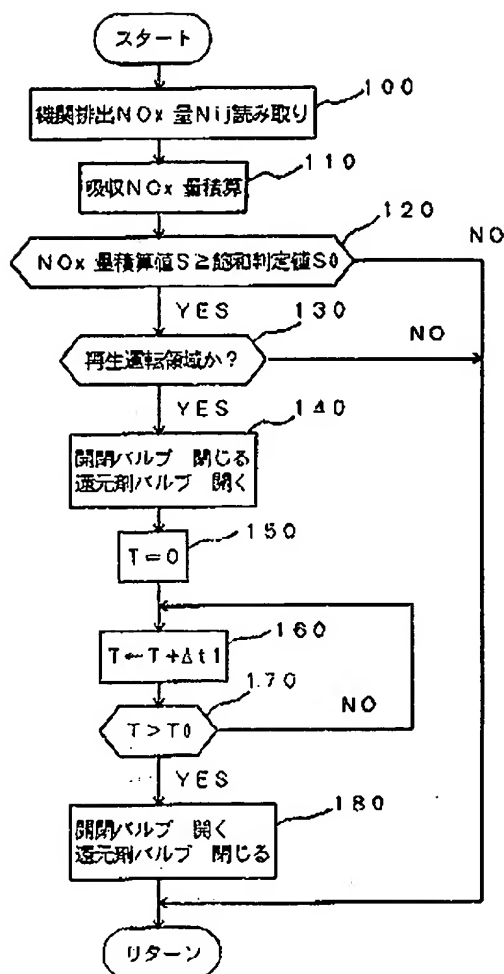 スタート
100
機関排出NOx 量Nij読み取り
110
吸収NOx 量積算
120
NO
NOx 量積算値S≧飽和判定値S0
YES
130
NO
再生運転領域か?
YES
140
開閉バルブ 閉じる
還元剤バルブ 開く
150
T=0
160
T←T+Δt1
170
NO
T>T0
YES
180
開閉バルブ 開く
還元剤バルブ 閉じる
リターン